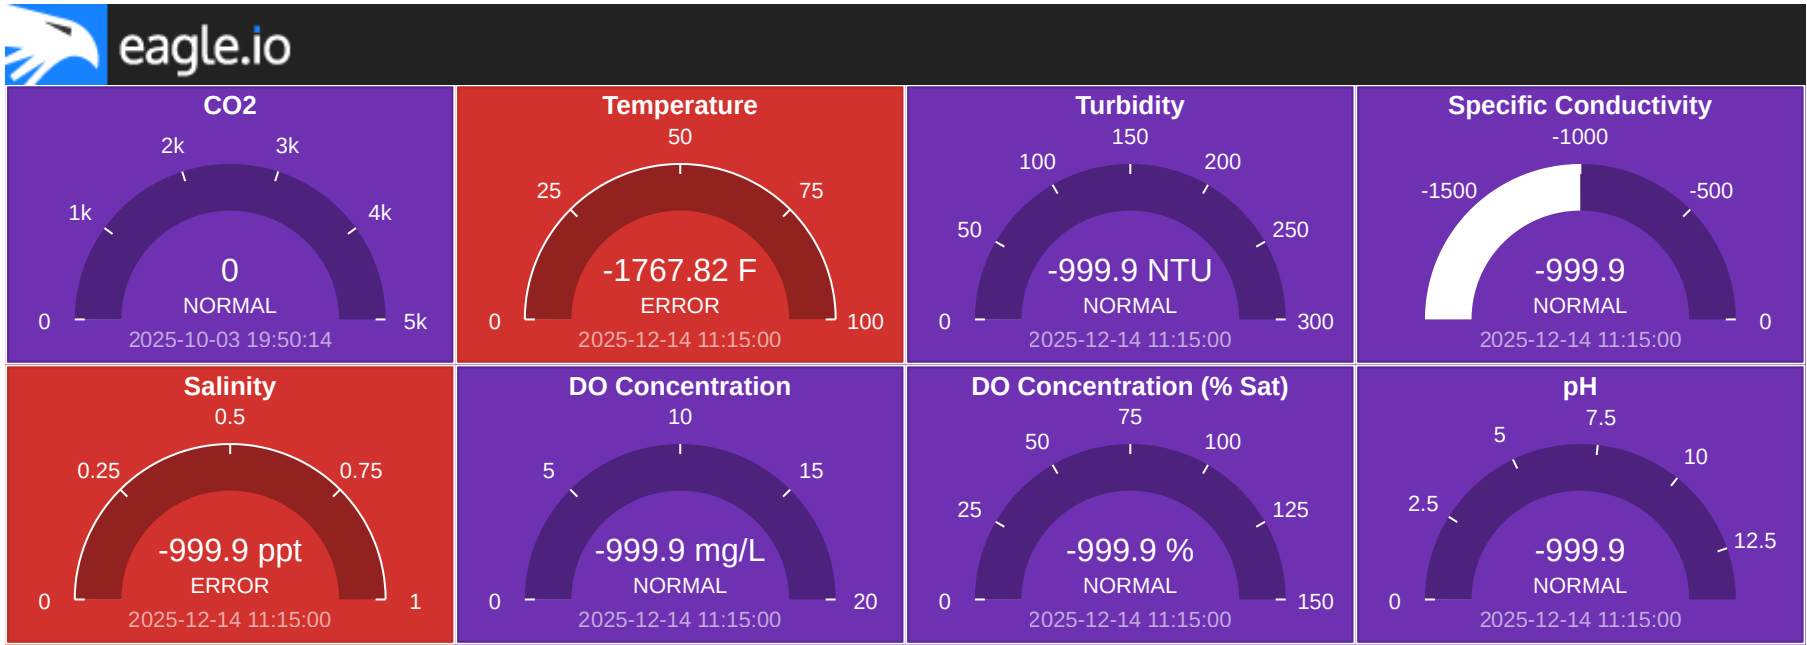 eagle.io
CO2
2k
3k
1k
4k
0
NORMAL
0
5k
2025-10-03 19:50:14
Temperature
50
25
75
-1767.82 F
ERROR
0
100
2025-12-14 11:15:00
Turbidity
150
100
200
50
250
-999.9 NTU
NORMAL
0
300
2025-12-14 11:15:00
Specific Conductivity
-1000
-1500
-500
-999.9
NORMAL
0
2025-12-14 11:15:00
Salinity
0.5
0.25
0.75
-999.9 ppt
ERROR
0
1
2025-12-14 11:15:00
DO Concentration
10
5
15
-999.9 mg/L
NORMAL
0
20
2025-12-14 11:15:00
DO Concentration (% Sat)
75
50
100
25
125
-999.9 %
NORMAL
0
150
2025-12-14 11:15:00
pH
7.5
5
10
2.5
12.5
-999.9
NORMAL
0
2025-12-14 11:15:00